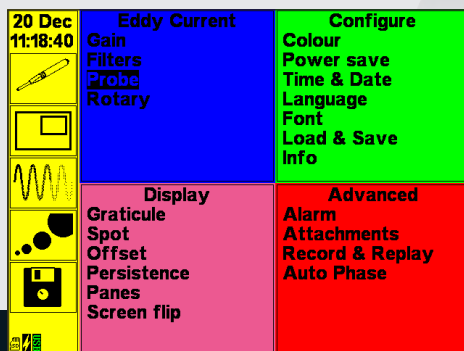 20 Dec
11:18:40
Eddy Current
Gain
Filters
Probe
Rotary
Configure
Colour
Power save
Time & Date
Language
Font
Load & Save
Info
Display
Graticule
Spot
Offset
Persistence
Panes
Screen flip
Advanced
Alarm
Attachments
Record & Replay
Auto Phase